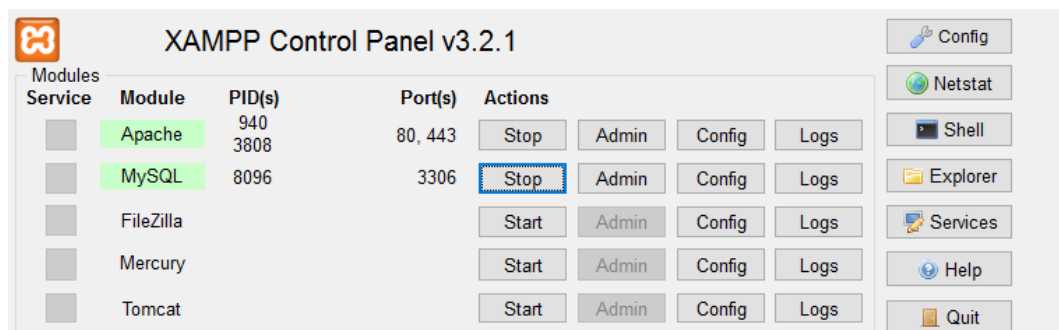 XAMPP Control Panel v3.2.1
Config
Netstat
Shell
Explorer
Services
Help
Quit
Modules
Service Module PID(s) Port(s) Actions
Apache 940 3808 80, 443 Stop Admin Config Logs
MySQL 8096 3306 Stop Admin Config Logs
FileZilla Start Admin Config Logs
Mercury Start Admin Config Logs
Tomcat Start Admin Config Logs